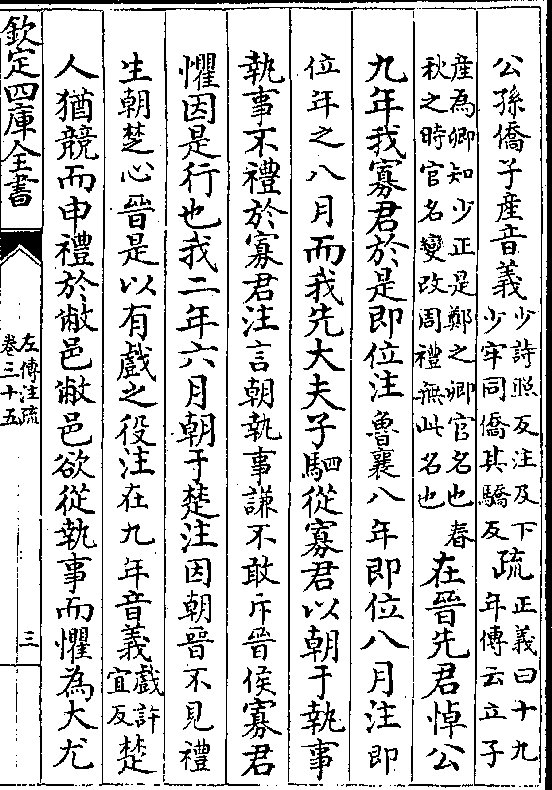 公孫僑子産音義少詩照反注及下少牢同僑其驕反疏正義曰十九年傳云立子
産為卿知少正是鄭之卿官名也春秋之時官名變改周禮無此名也在晉先君悼公
九年我寡君於是即位注魯襄八年即位八月注即
位年之八月而我先大夫子駟從寡君以朝于執事
執事不禮於寡君注言朝執事謙不敢斥晉侯寡君
懼因是行也我二年六月朝于楚注因朝晉不見禮
生朝楚心晉是以有戲之役注在九年音義戲許宜反楚
人猶競而申禮於敝邑敝邑欲從執事而懼為大尤
欽定四庫全書
左傳注疏
卷三十五
三